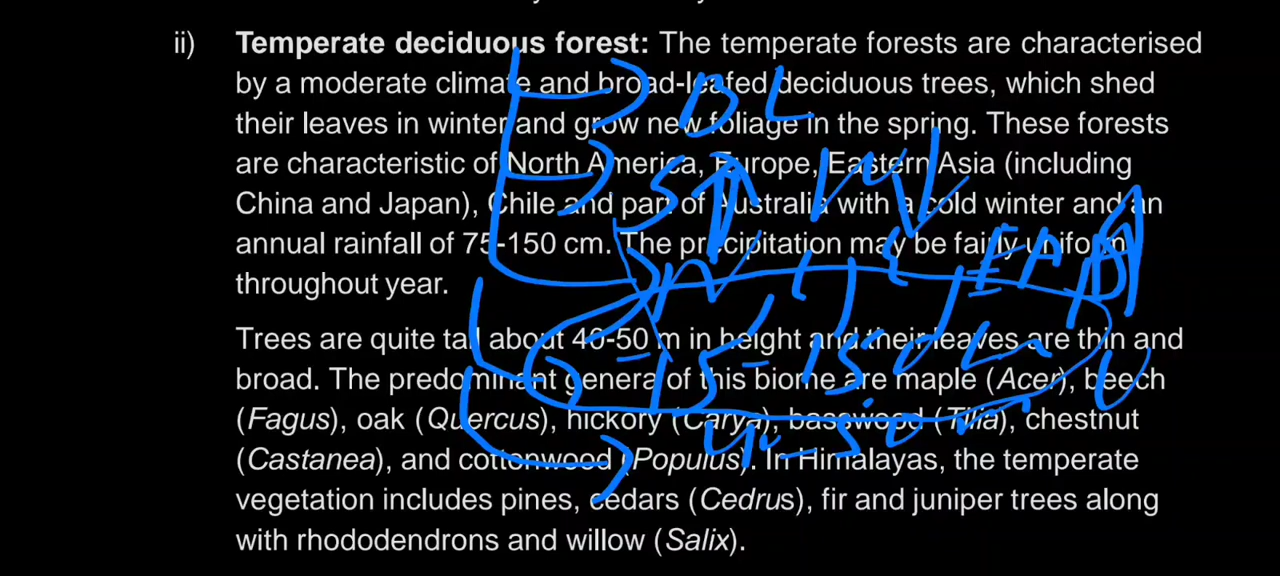 ii) Temperate deciduous forest: The temperate forests are characterised
by a moderate climate and broad-leafed deciduous trees, which shed
their leaves in winter and grow new foliage in the spring. These forests
are characteristic of North America, Europe, Eastern Asia (including
China and Japan), Chile and part of Australia with a cold winter and an
annual rainfall of 75-150 cm. The precipitation may be fairly uniform
throughout year.
Trees are quite tall about 40-50 m in height and their leaves are thin and
broad. The predominant genera of this biome are maple (Acer), beech
(Fagus), oak (Quercus), hickory (Carya), basswood (Tilia), chestnut
(Castanea), and cottonwood (Populus). In Himalayas, the temperate
vegetation includes pines, cedars (Cedrus), fir and juniper trees along
with rhododendrons and willow (Salix).